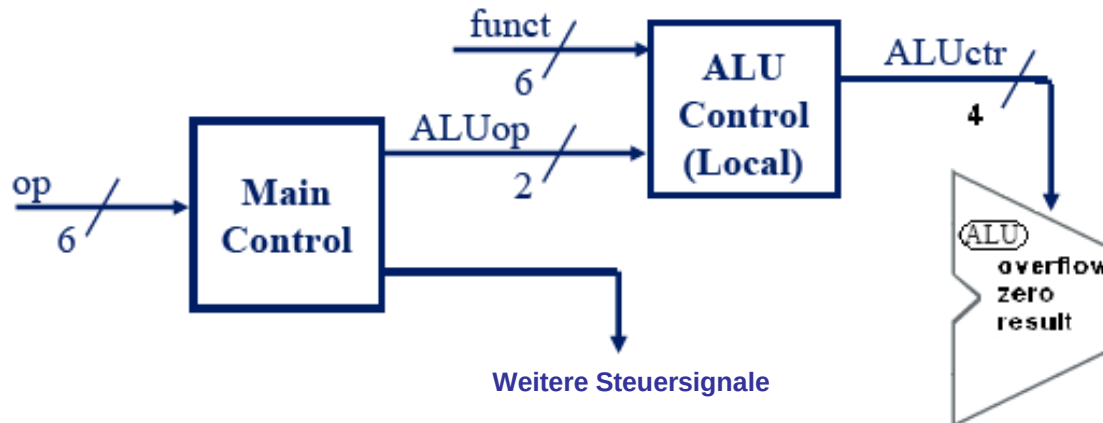 funct
6
ALU
Control
(Local)
ALUctr
4
ALUop
2
op
6
Main
Control
ALU
overflow
zero
result
Weitere Steuersignale